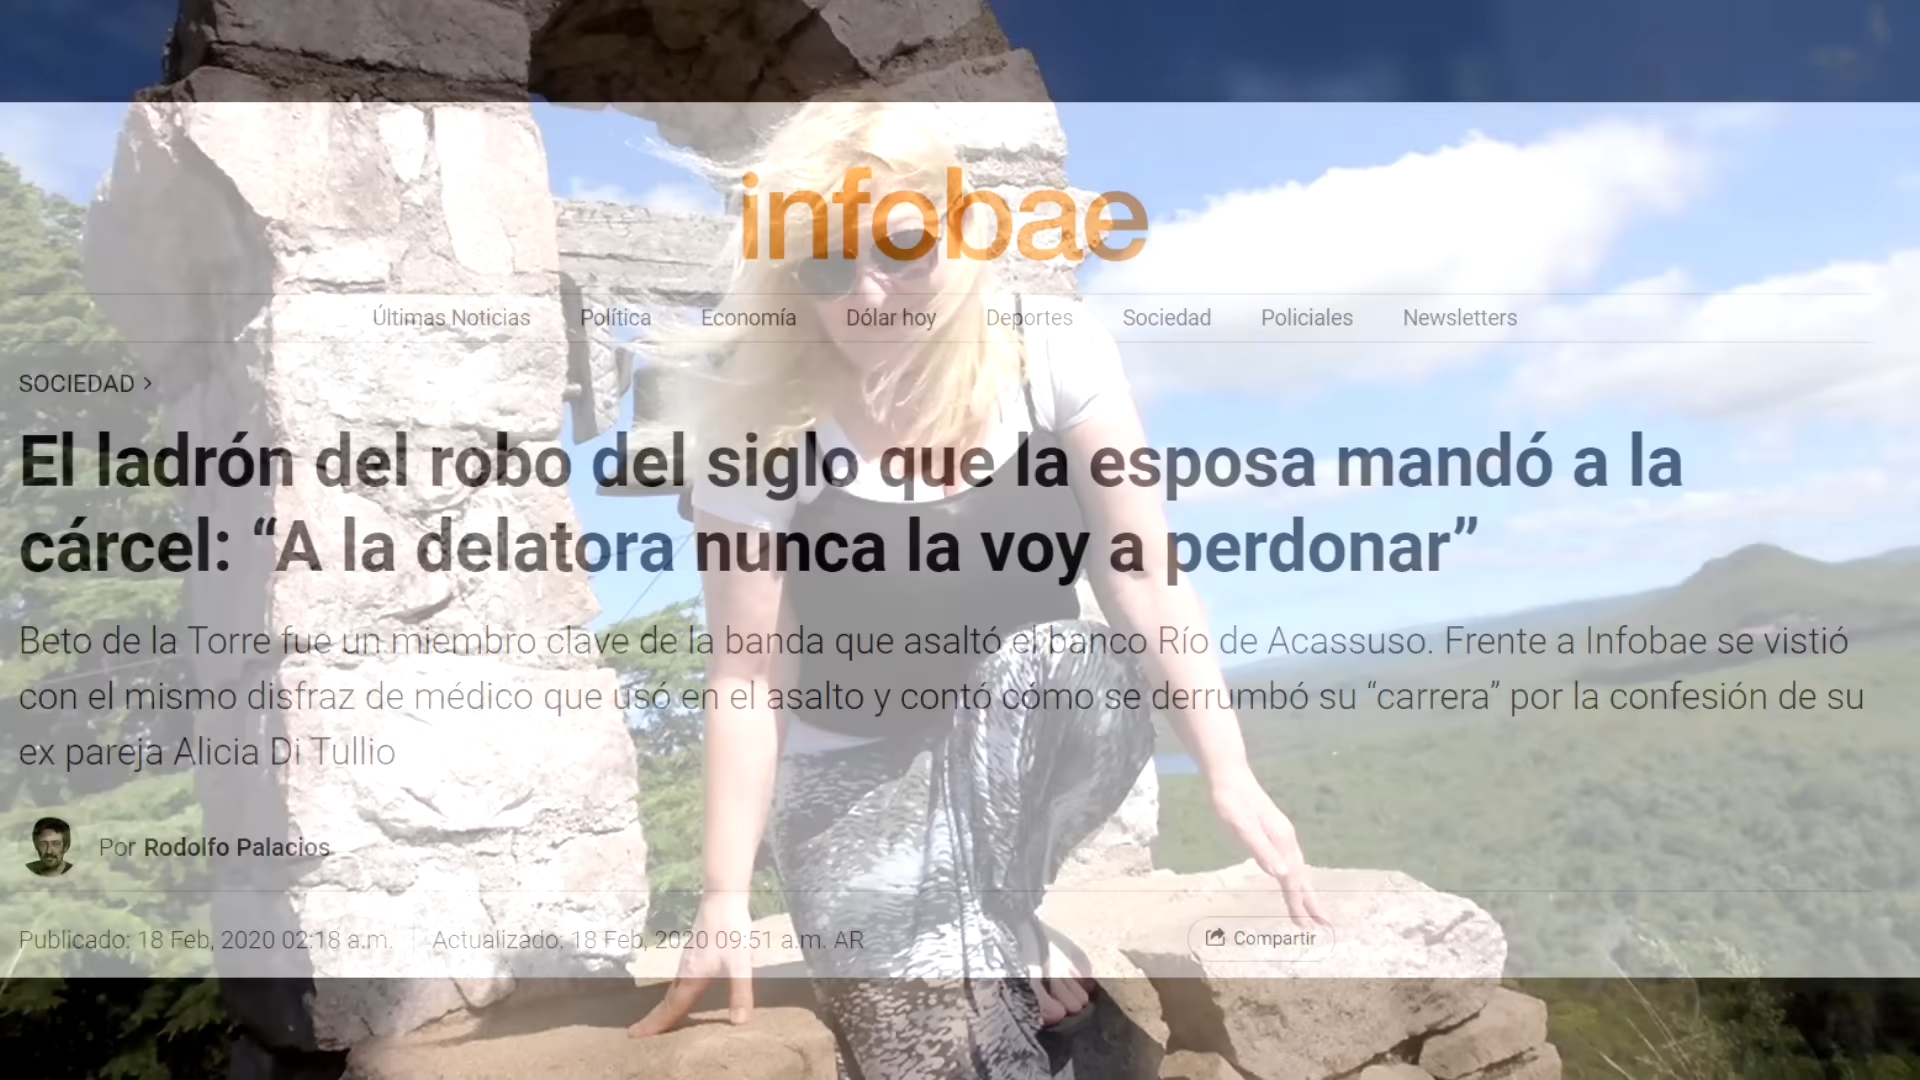 infobae
Últimas Noticias Política Economía Dólar hoy Deportes Sociedad Policiales Newsletters
SOCIEDAD >
El ladrón del robo del siglo que la esposa mandó a la
cárcel: “A la delatora nunca la voy a perdonar”
Beto de la Torre fue un miembro clave de la banda que asaltó el banco Río de Acassuso. Frente a Infobae se vistió
con el mismo disfraz de médico que usó en el asalto y contó cómo se derrumbó su “carrera” por la confesión de su
ex pareja Alicia Di Tullio
Por Rodolfo Palacios
Publicado: 18 Feb, 2020 02:18 a.m. Actualizado: 18 Feb, 2020 09:51 a.m. AR
Compartir